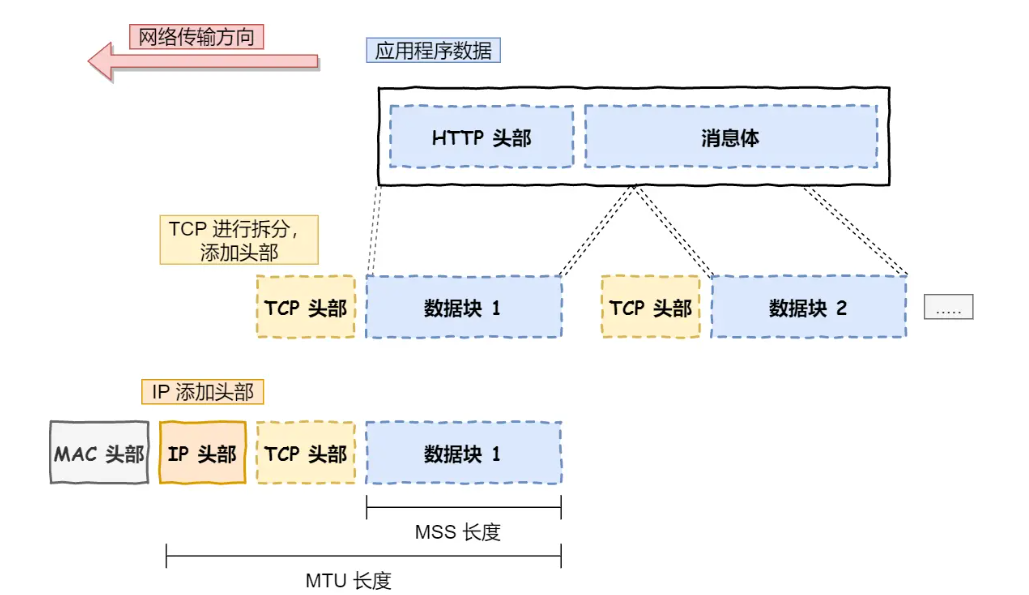 网络传输方向
应用程序数据
HTTP 头部
消息体
TCP 进行拆分，
添加头部
TCP 头部
数据块 1
TCP 头部
数据块 2
.....
IP 添加头部
MAC 头部
IP 头部
TCP 头部
数据块 1
MSS 长度
MTU 长度